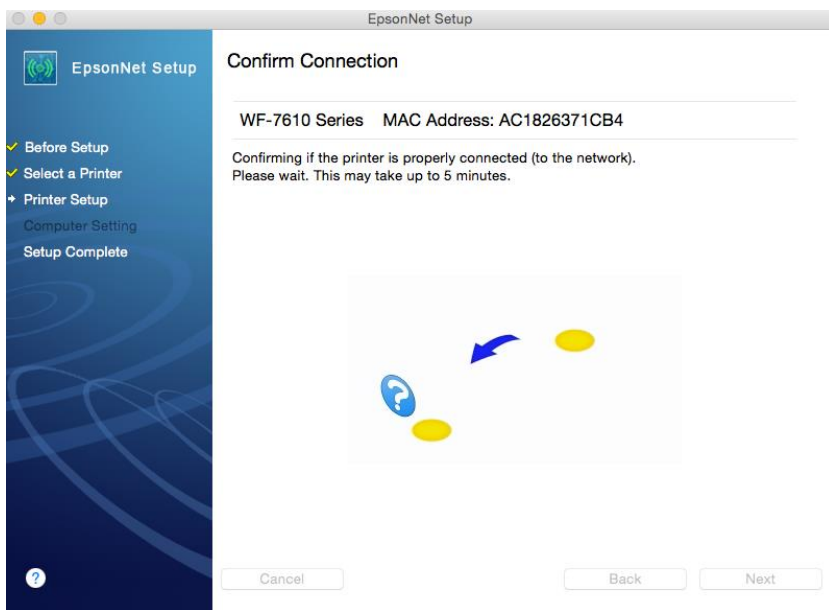 EpsonNet Setup
EpsonNet Setup
Before Setup
Select a Printer
Printer Setup
Computer Setting
Setup Complete
?
Confirm Connection
WF-7610 Series MAC Address: AC1826371CB4
Confirming if the printer is properly connected (to the network).
Please wait. This may take up to 5 minutes.
?
Cancel Back Next